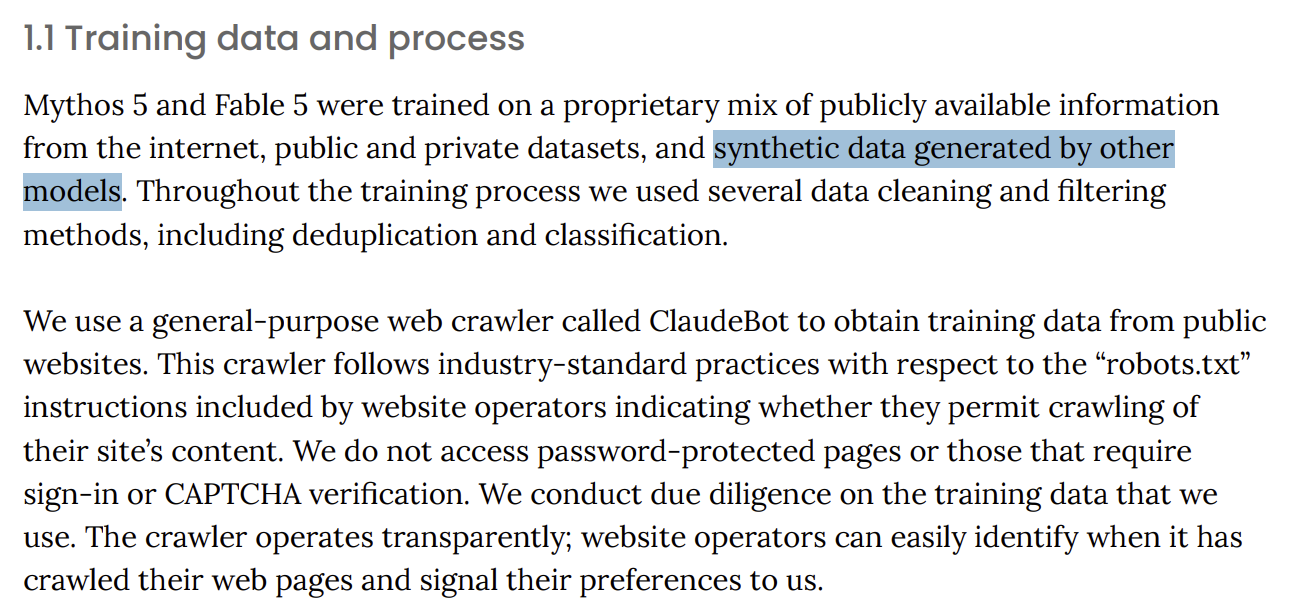 1.1 Training data and process
Mythos 5 and Fable 5 were trained on a proprietary mix of publicly available information
from the internet, public and private datasets, and synthetic data generated by other
models. Throughout the training process we used several data cleaning and filtering
methods, including deduplication and classification.
We use a general-purpose web crawler called ClaudeBot to obtain training data from public
websites. This crawler follows industry-standard practices with respect to the “robots.txt”
instructions included by website operators indicating whether they permit crawling of
their site’s content. We do not access password-protected pages or those that require
sign-in or CAPTCHA verification. We conduct due diligence on the training data that we
use. The crawler operates transparently; website operators can easily identify when it has
crawled their web pages and signal their preferences to us.